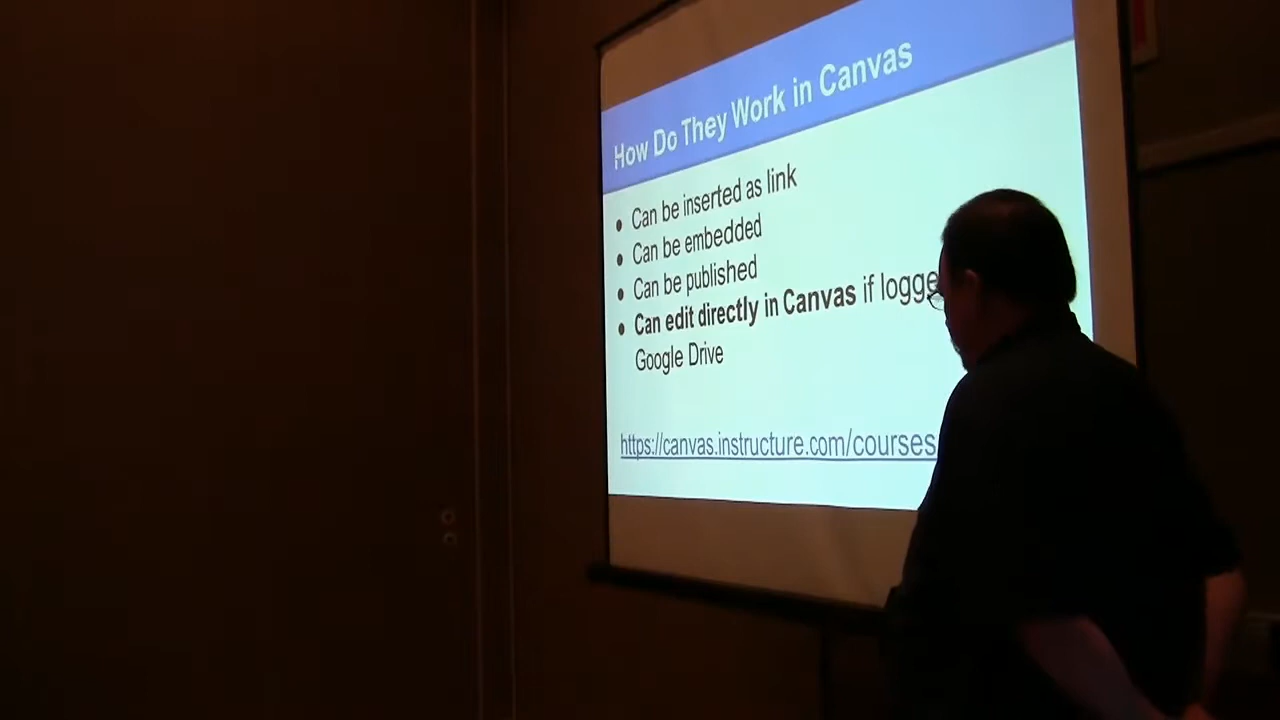 How Do They Work in Canvas
• Can be inserted as link
• Can be embedded
• Can be published
• Can edit directly in Canvas if logge
Google Drive
https://canvas.instructure.com/courses